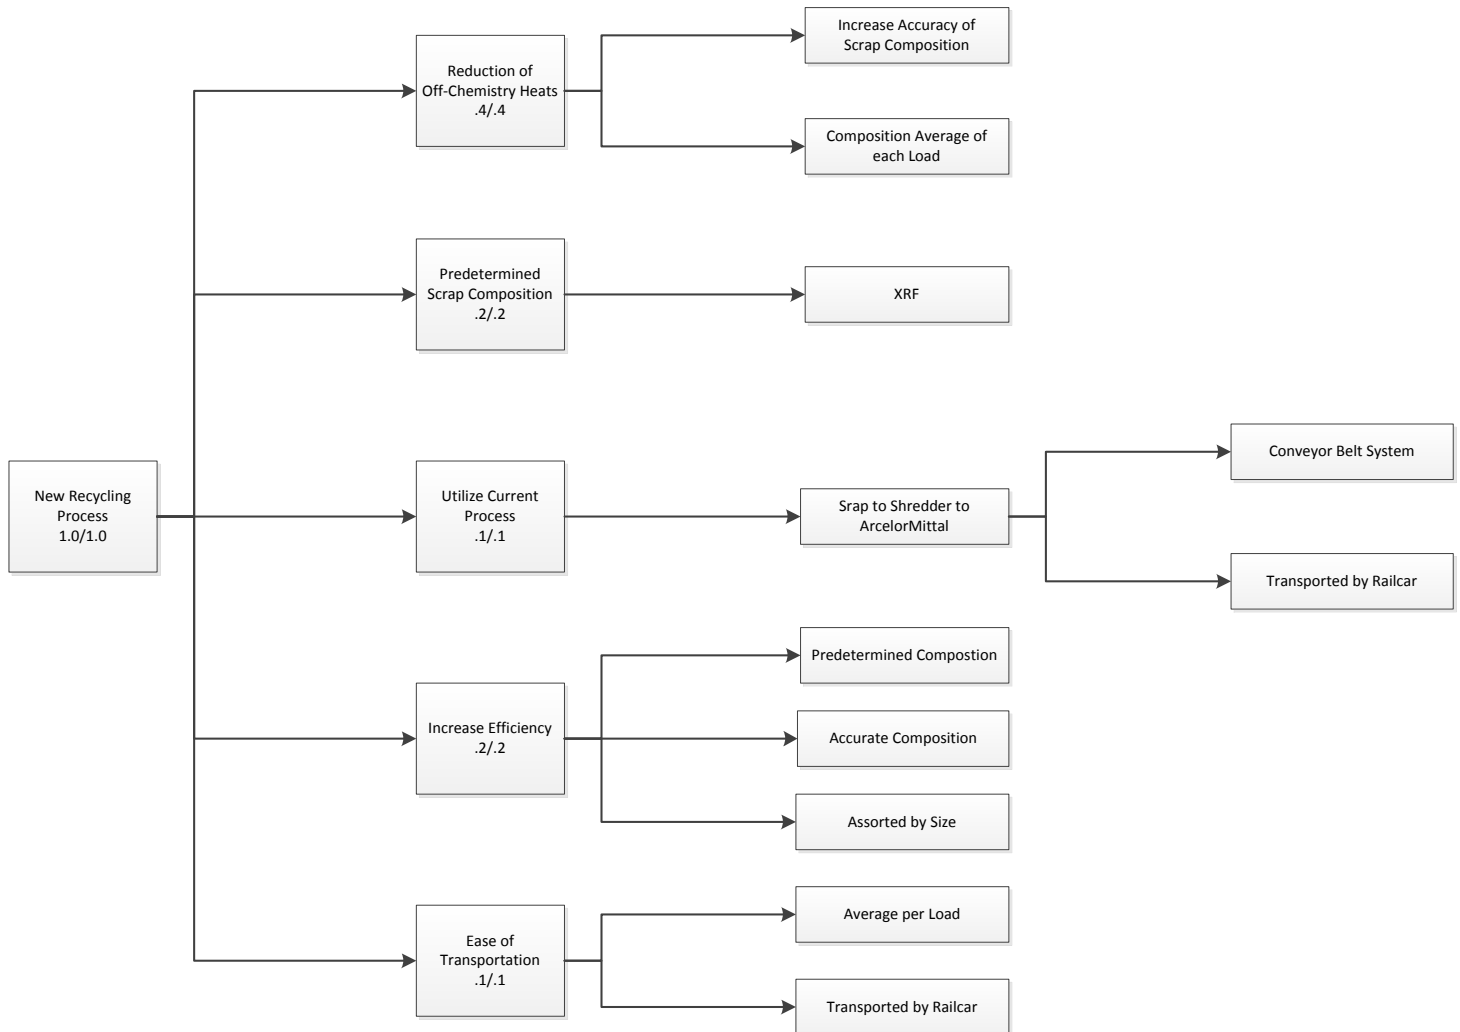 Increase Accuracy of
Scrap Composition
Reduction of
Off-Chemistry Heats
.4/.4
Composition Average of
each Load
Predetermined
Scrap Composition
.2/.2
XRF
Conveyor Belt System
New Recycling
Process
1.0/1.0
Utilize Current
Process
.1/.1
Srap to Shredder to
ArcelorMittal
Transported by Railcar
Predetermined Compostion
Increase Efficiency
.2/.2
Accurate Composition
Assorted by Size
Average per Load
Ease of
Transportation
.1/.1
Transported by Railcar